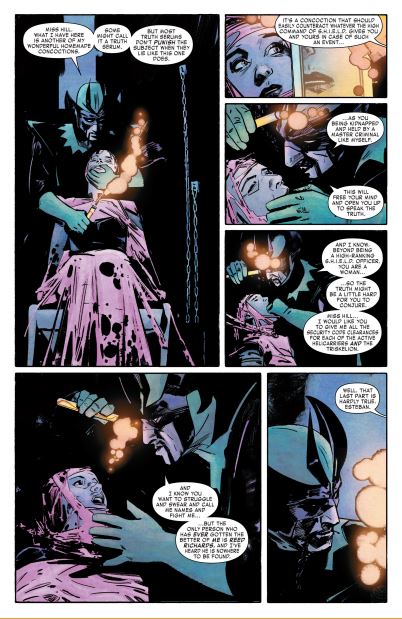 MISS HILL,
WHAT I HAVE HERE
IS ANOTHER OF MY
WONDERFUL HOMEMADE
CONCOCTIONS.
SOME
MIGHT CALL
IT A TRUTH
SERUM.
BUT MOST
TRUTH SERUMS
DON'T PUNISH THE
SUBJECT WHEN THEY
LIE LIKE THIS ONE
DOES.
IT'S A CONCOCTION THAT SHOULD
EASILY COUNTERACT WHATEVER THE HIGH
COMMAND OF S.H.I.E.L.D. GIVES YOU
AND YOURS IN CASE OF SUCH
AN EVENT...
...AS YOU
BEING KIDNAPPED
AND HELD BY A
MASTER CRIMINAL
LIKE MYSELF.
THIS WILL
FREE YOUR MIND
AND OPEN YOU UP
TO SPEAK THE
TRUTH.
AND I KNOW,
BEYOND BEING
A HIGH-RANKING
S.H.I.E.L.D. OFFICER,
YOU ARE A
WOMAN...
...SO THE
TRUTH MIGHT
BE A LITTLE HARD
FOR YOU TO
CONJURE.
MISS HILL...
I WOULD LIKE YOU
TO GIVE ME ALL THE
SECURITY CODE CLEARANCES
FOR EACH OF THE ACTIVE
HELICARRIERS AND THE
TRISKELION.
AND
I KNOW YOU
WANT TO STRUGGLE
AND SWEAR AND CALL
ME NAMES AND
FIGHT ME...
...BUT THE
ONLY PERSON WHO
HAS EVER GOTTEN THE
BETTER OF ME IS REED
RICHARDS, AND I'VE
HEARD HE IS NOWHERE
TO BE FOUND.
WELL, THAT
LAST PART IS
HARDLY TRUE,
ESTEBAN.